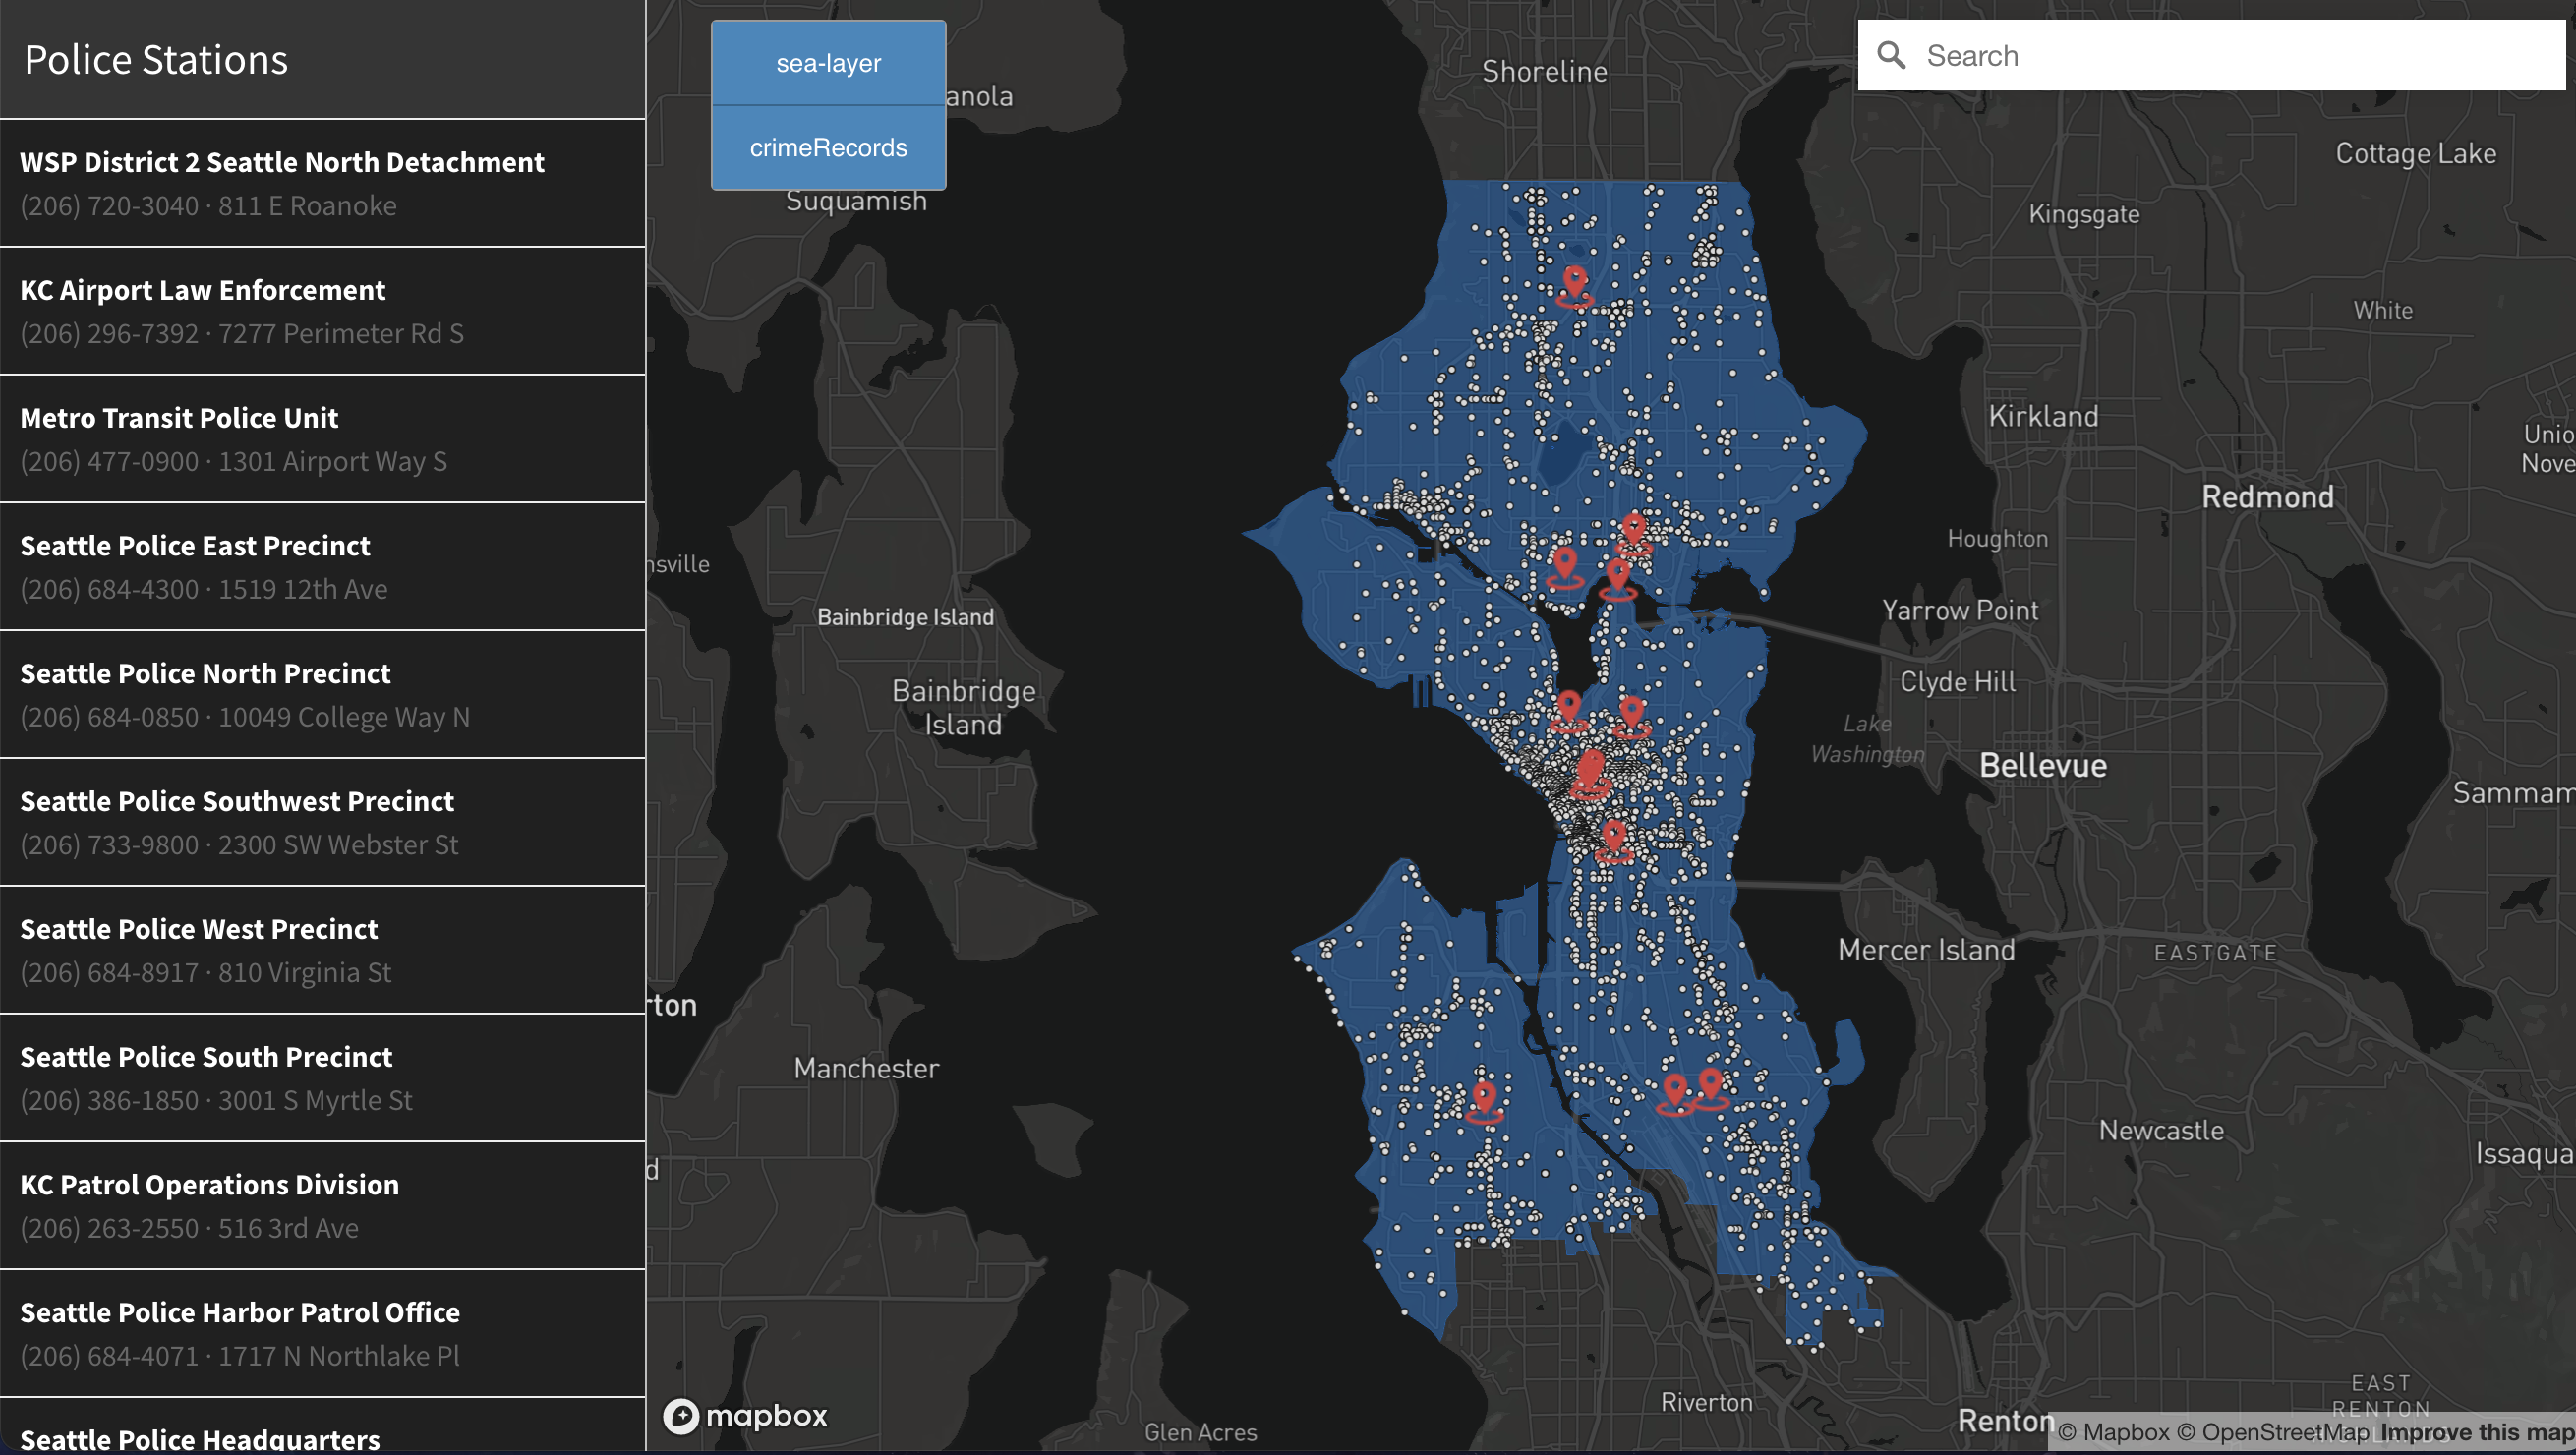 Police Stations
WSP District 2 Seattle North Detachment
(206) 720-3040 · 811 E Roanoke
KC Airport Law Enforcement
(206) 296-7392 · 7277 Perimeter Rd S
Metro Transit Police Unit
(206) 477-0900 · 1301 Airport Way S
Seattle Police East Precinct
(206) 684-4300 · 1519 12th Ave
Seattle Police North Precinct
(206) 684-0850 · 10049 College Way N
Seattle Police Southwest Precinct
(206) 733-9800 · 2300 SW Webster St
Seattle Police West Precinct
(206) 684-8917 · 810 Virginia St
Seattle Police South Precinct
(206) 386-1850 · 3001 S Myrtle St
KC Patrol Operations Division
(206) 263-2550 · 516 3rd Ave
Seattle Police Harbor Patrol Office
(206) 684-4071 · 1717 N Northlake Pl
Seattle Police Headquarters
sea-layer
crimeRecords
Search
anola
Suquamish
Shoreline
Cottage Lake
Kingsgate
White
Kirkland
Unio
Nove
Redmond
Houghton
nsville
Bainbridge Island
Yarrow Point
Clyde Hill
Bainbridge
Island
Lake
Washington
Bellevue
Sammam
Mercer Island
EASTGATE
rton
Manchester
Newcastle
Issaqua
d
Riverton
EAST
RENTON
Renton
Glen Acres
mapbox
© Mapbox © OpenStreetMap Improve this map